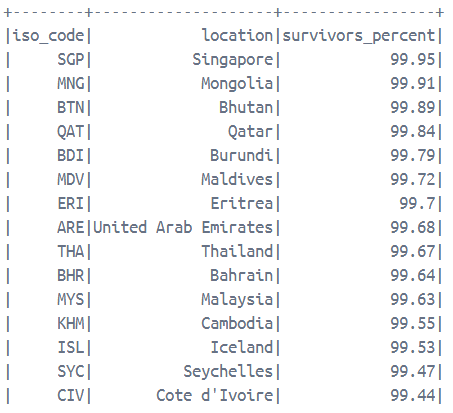 +--------+--------------------+-----------------+
|iso_code|            location|survivors_percent|
|     SGP|           Singapore|            99.95|
|     MNG|            Mongolia|            99.91|
|     BTN|              Bhutan|            99.89|
|     QAT|               Qatar|            99.84|
|     BDI|             Burundi|            99.79|
|     MDV|            Maldives|            99.72|
|     ERI|             Eritrea|             99.7|
|     ARE|United Arab Emirates|            99.68|
|     THA|            Thailand|            99.67|
|     BHR|             Bahrain|            99.64|
|     MYS|            Malaysia|            99.63|
|     KHM|            Cambodia|            99.55|
|     ISL|             Iceland|            99.53|
|     SYC|          Seychelles|            99.47|
|     CIV|       Cote d'Ivoire|            99.44|